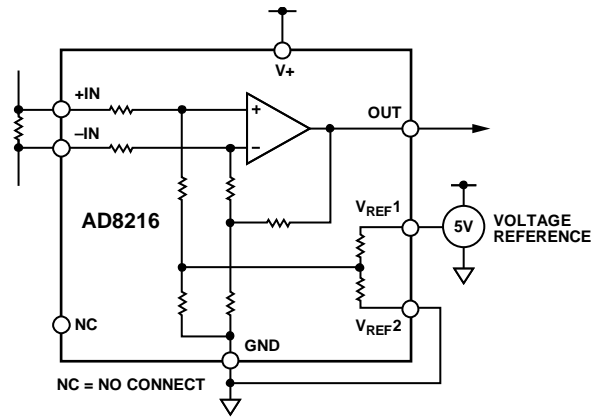 V+
+IN
OUT
–IN
+
–
AD8216
VREF1
5V
VOLTAGE
REFERENCE
VREF2
NC
GND
NC = NO CONNECT